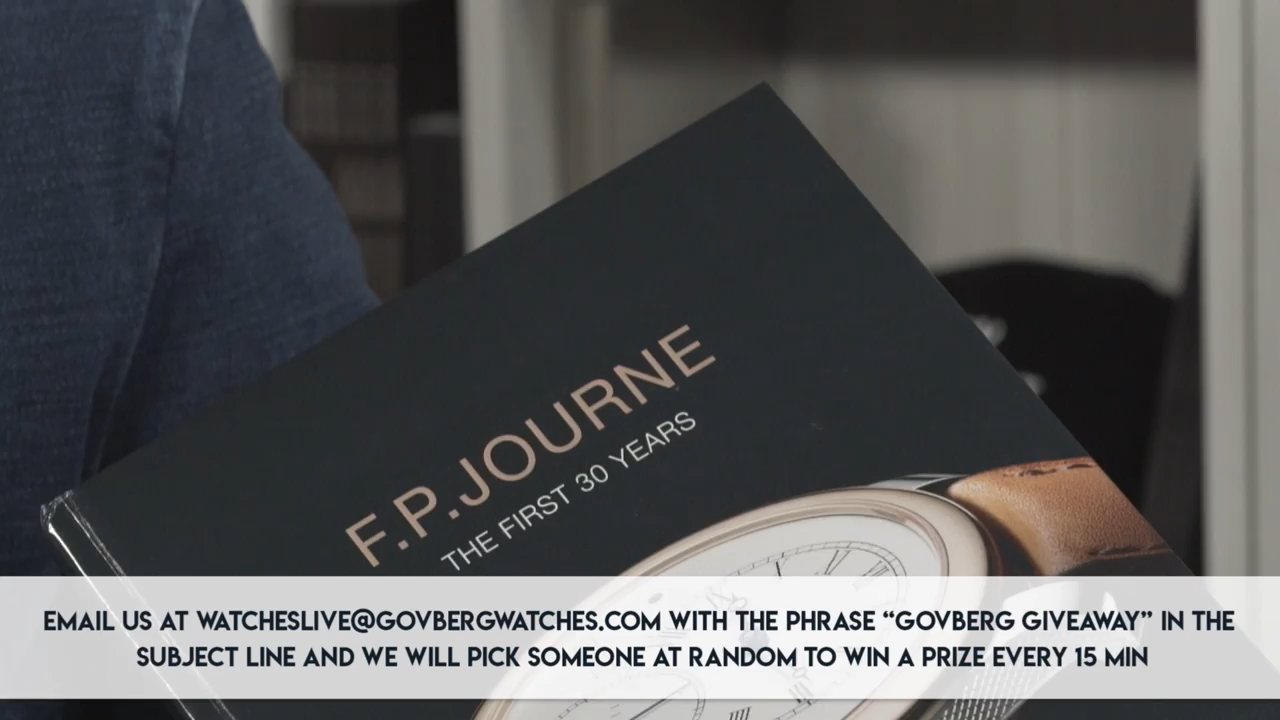 F.P.JOURNE
THE FIRST 30 YEARS
EMAIL US AT WATCHESLIVE@GOVBERGWATCHES.COM WITH THE PHRASE “GOVBERG GIVEAWAY” IN THE
SUBJECT LINE AND WE WILL PICK SOMEONE AT RANDOM TO WIN A PRIZE EVERY 15 MIN